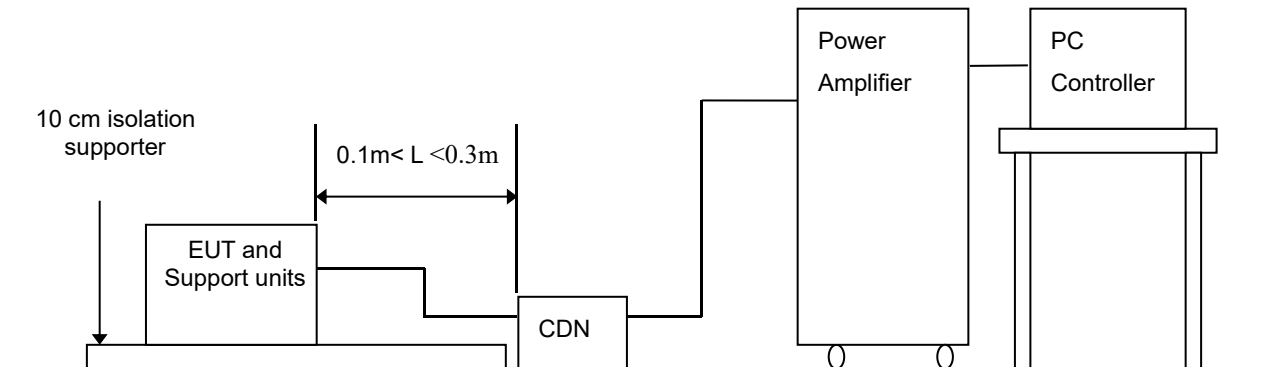 Power
Amplifier
PC
Controller
10 cm isolation
supporter
0.1m< L <0.3m
EUT and
Support units
CDN